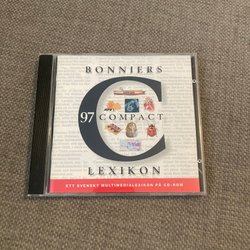 BONNIERS
C
97 COMPACT
LEXIKON
ETT SVENSKT MULTIMEDIALEXIKON PÅ CD-ROM